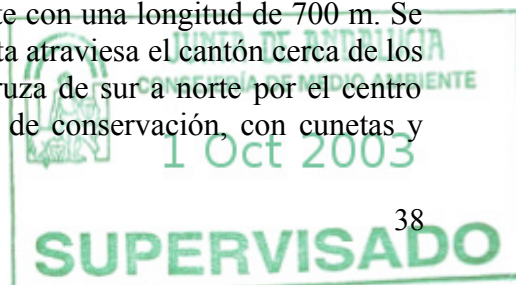 te con una longitud de 700 m. Se
ta atraviesa el cantón cerca de los
ruza de sur a norte por el centro
de conservación, con cunetas y
JUNTA DE ANDALUCIA
CONSEJERÍA DE MEDIO AMBIENTE
1 Oct 2003
38
SUPERVISADO